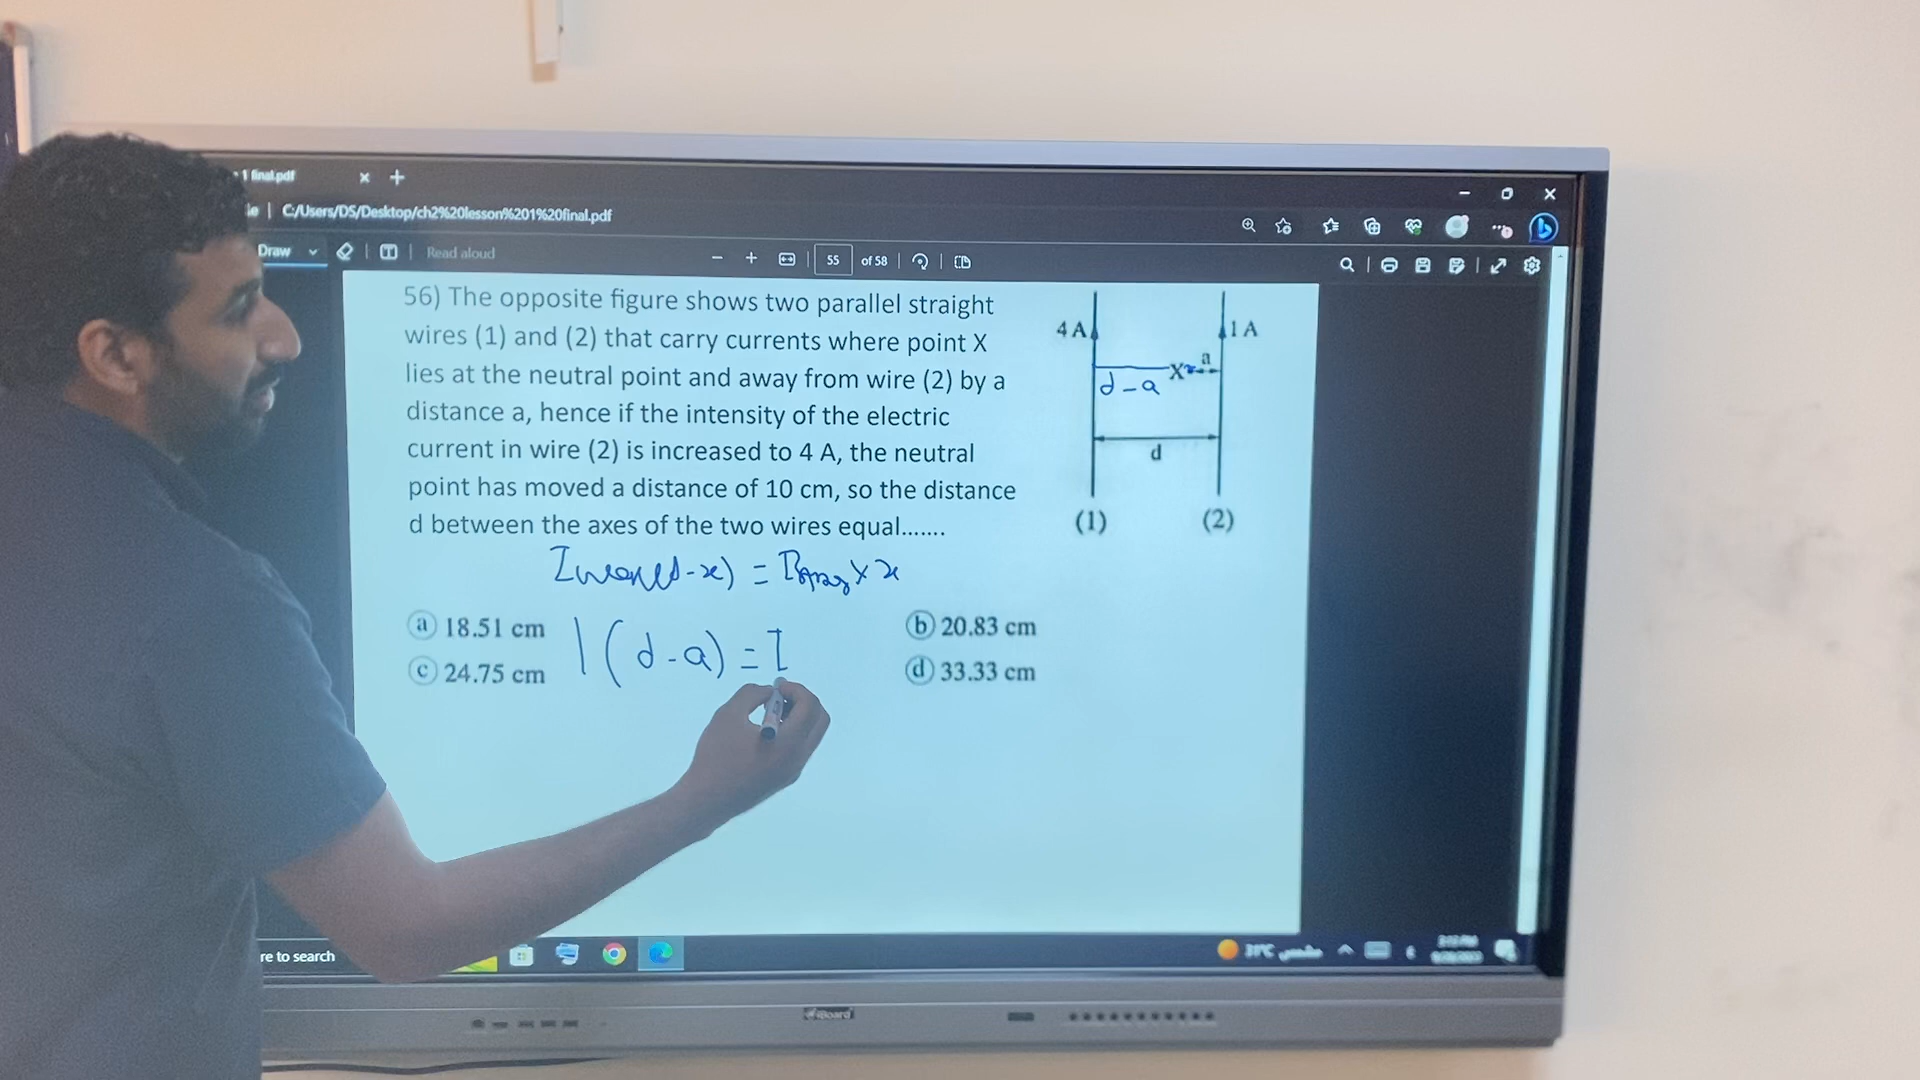 1 final.pdf
C:/Users/DS/Desktop/ch2%20lesson%201%20final.pdf
Draw
Read aloud
55 of 58
56) The opposite figure shows two parallel straight
wires (1) and (2) that carry currents where point X
lies at the neutral point and away from wire (2) by a
distance a, hence if the intensity of the electric
current in wire (2) is increased to 4 A, the neutral
point has moved a distance of 10 cm, so the distance
d between the axes of the two wires equal.......
4 A
1 A
a
X
d-a
d
(1)
(2)
a 18.51 cm
b 20.83 cm
c 24.75 cm
d 33.33 cm
1 (d-a) = I
re to search
31°C مشمس
iBoard